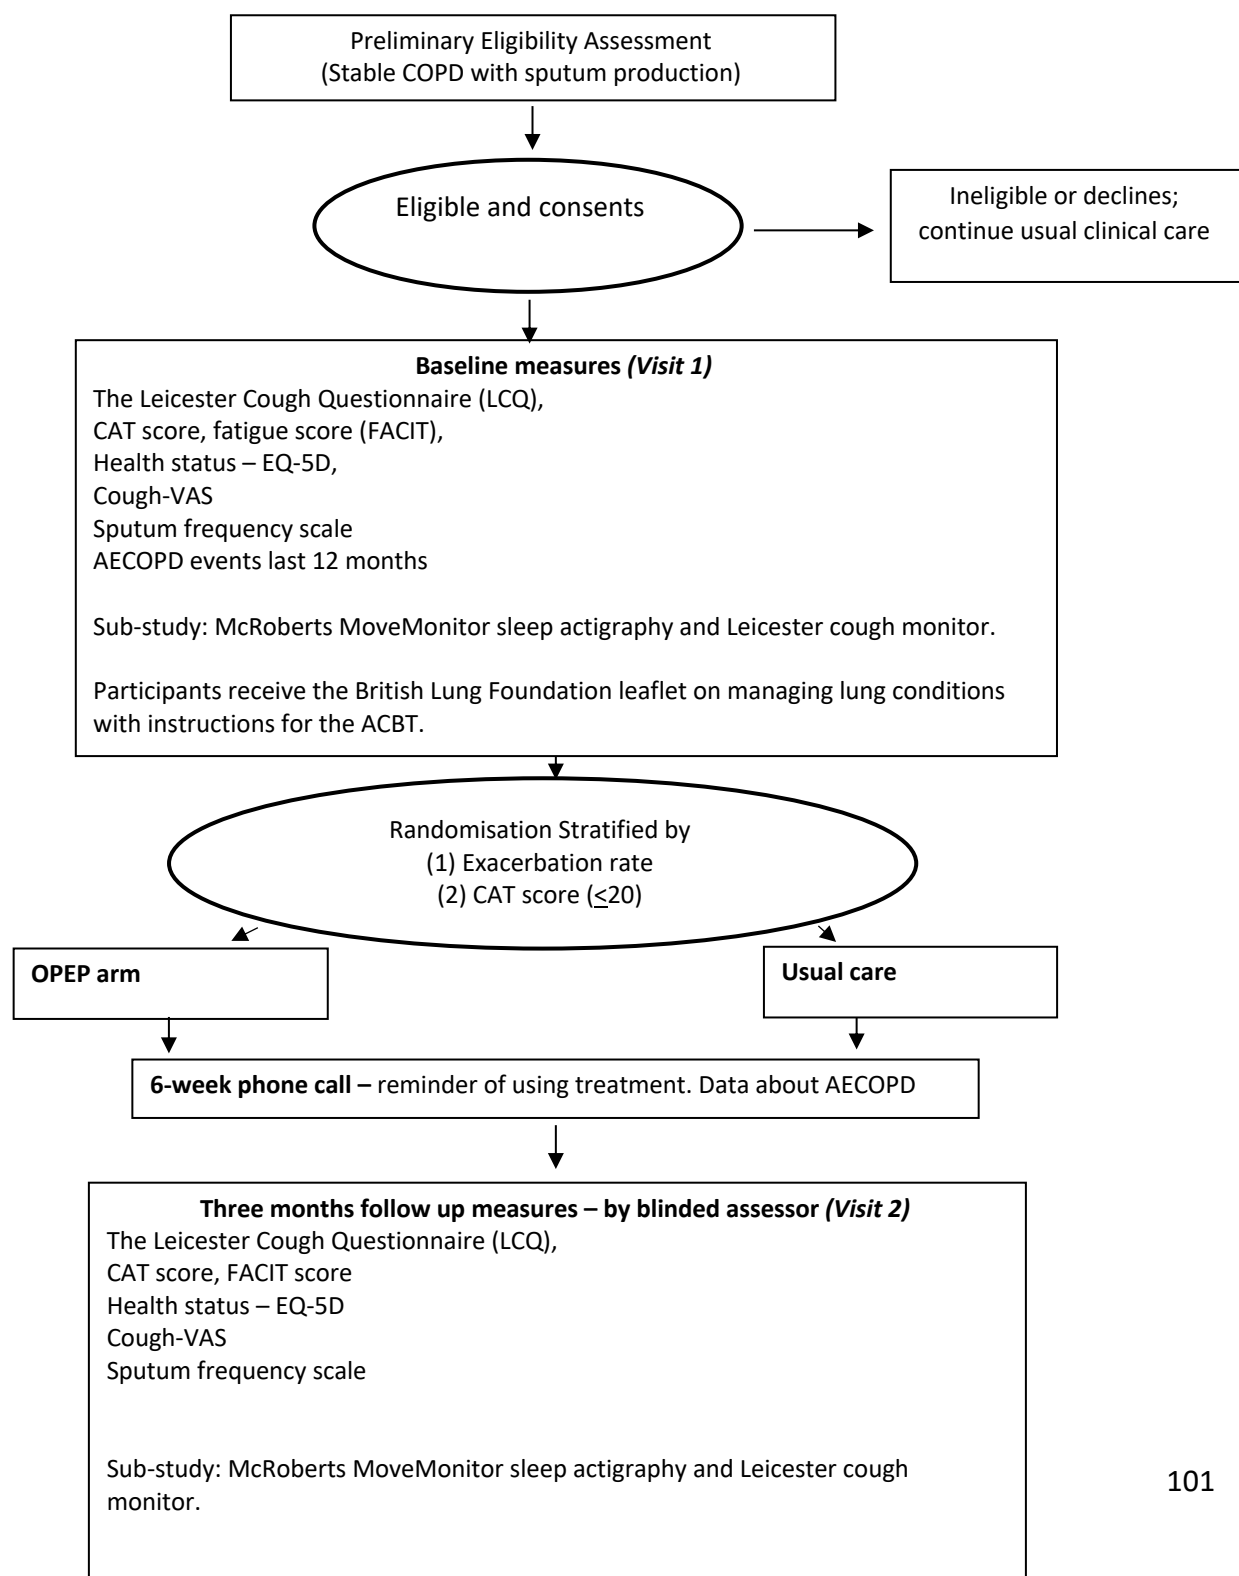 Preliminary Eligibility Assessment
(Stable COPD with sputum production)
Eligible and consents
Ineligible or declines;
continue usual clinical care
Baseline measures (Visit 1)
The Leicester Cough Questionnaire (LCQ),
CAT score, fatigue score (FACIT),
Health status – EQ-5D,
Cough-VAS
Sputum frequency scale
AECOPD events last 12 months
Sub-study: McRoberts MoveMonitor sleep actigraphy and Leicester cough monitor.
Participants receive the British Lung Foundation leaflet on managing lung conditions
with instructions for the ACBT.
Randomisation Stratified by
(1) Exacerbation rate
(2) CAT score (≤20)
OPEP arm
Usual care
6-week phone call – reminder of using treatment. Data about AECOPD
Three months follow up measures – by blinded assessor (Visit 2)
The Leicester Cough Questionnaire (LCQ),
CAT score, FACIT score
Health status – EQ-5D
Cough-VAS
Sputum frequency scale
Sub-study: McRoberts MoveMonitor sleep actigraphy and Leicester cough
monitor.
101